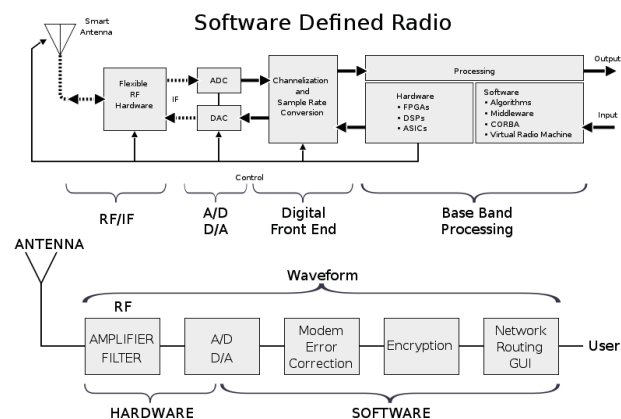 Software Defined Radio
Smart
Antenna
Flexible
RF
Hardware
IF
ADC
DAC
Channelization
and
Sample Rate
Conversion
Processing
Hardware
• FPGAs
• DSPs
• ASICs
Software
• Algorithms
• Middleware
• CORBA
• Virtual Radio Machine
Output
Input
Control
RF/IF
A/D
D/A
Digital
Front End
Base Band
Processing
ANTENNA
Waveform
RF
AMPLIFIER
FILTER
A/D
D/A
Modem
Error
Correction
Encryption
Network
Routing
GUI
User
HARDWARE
SOFTWARE